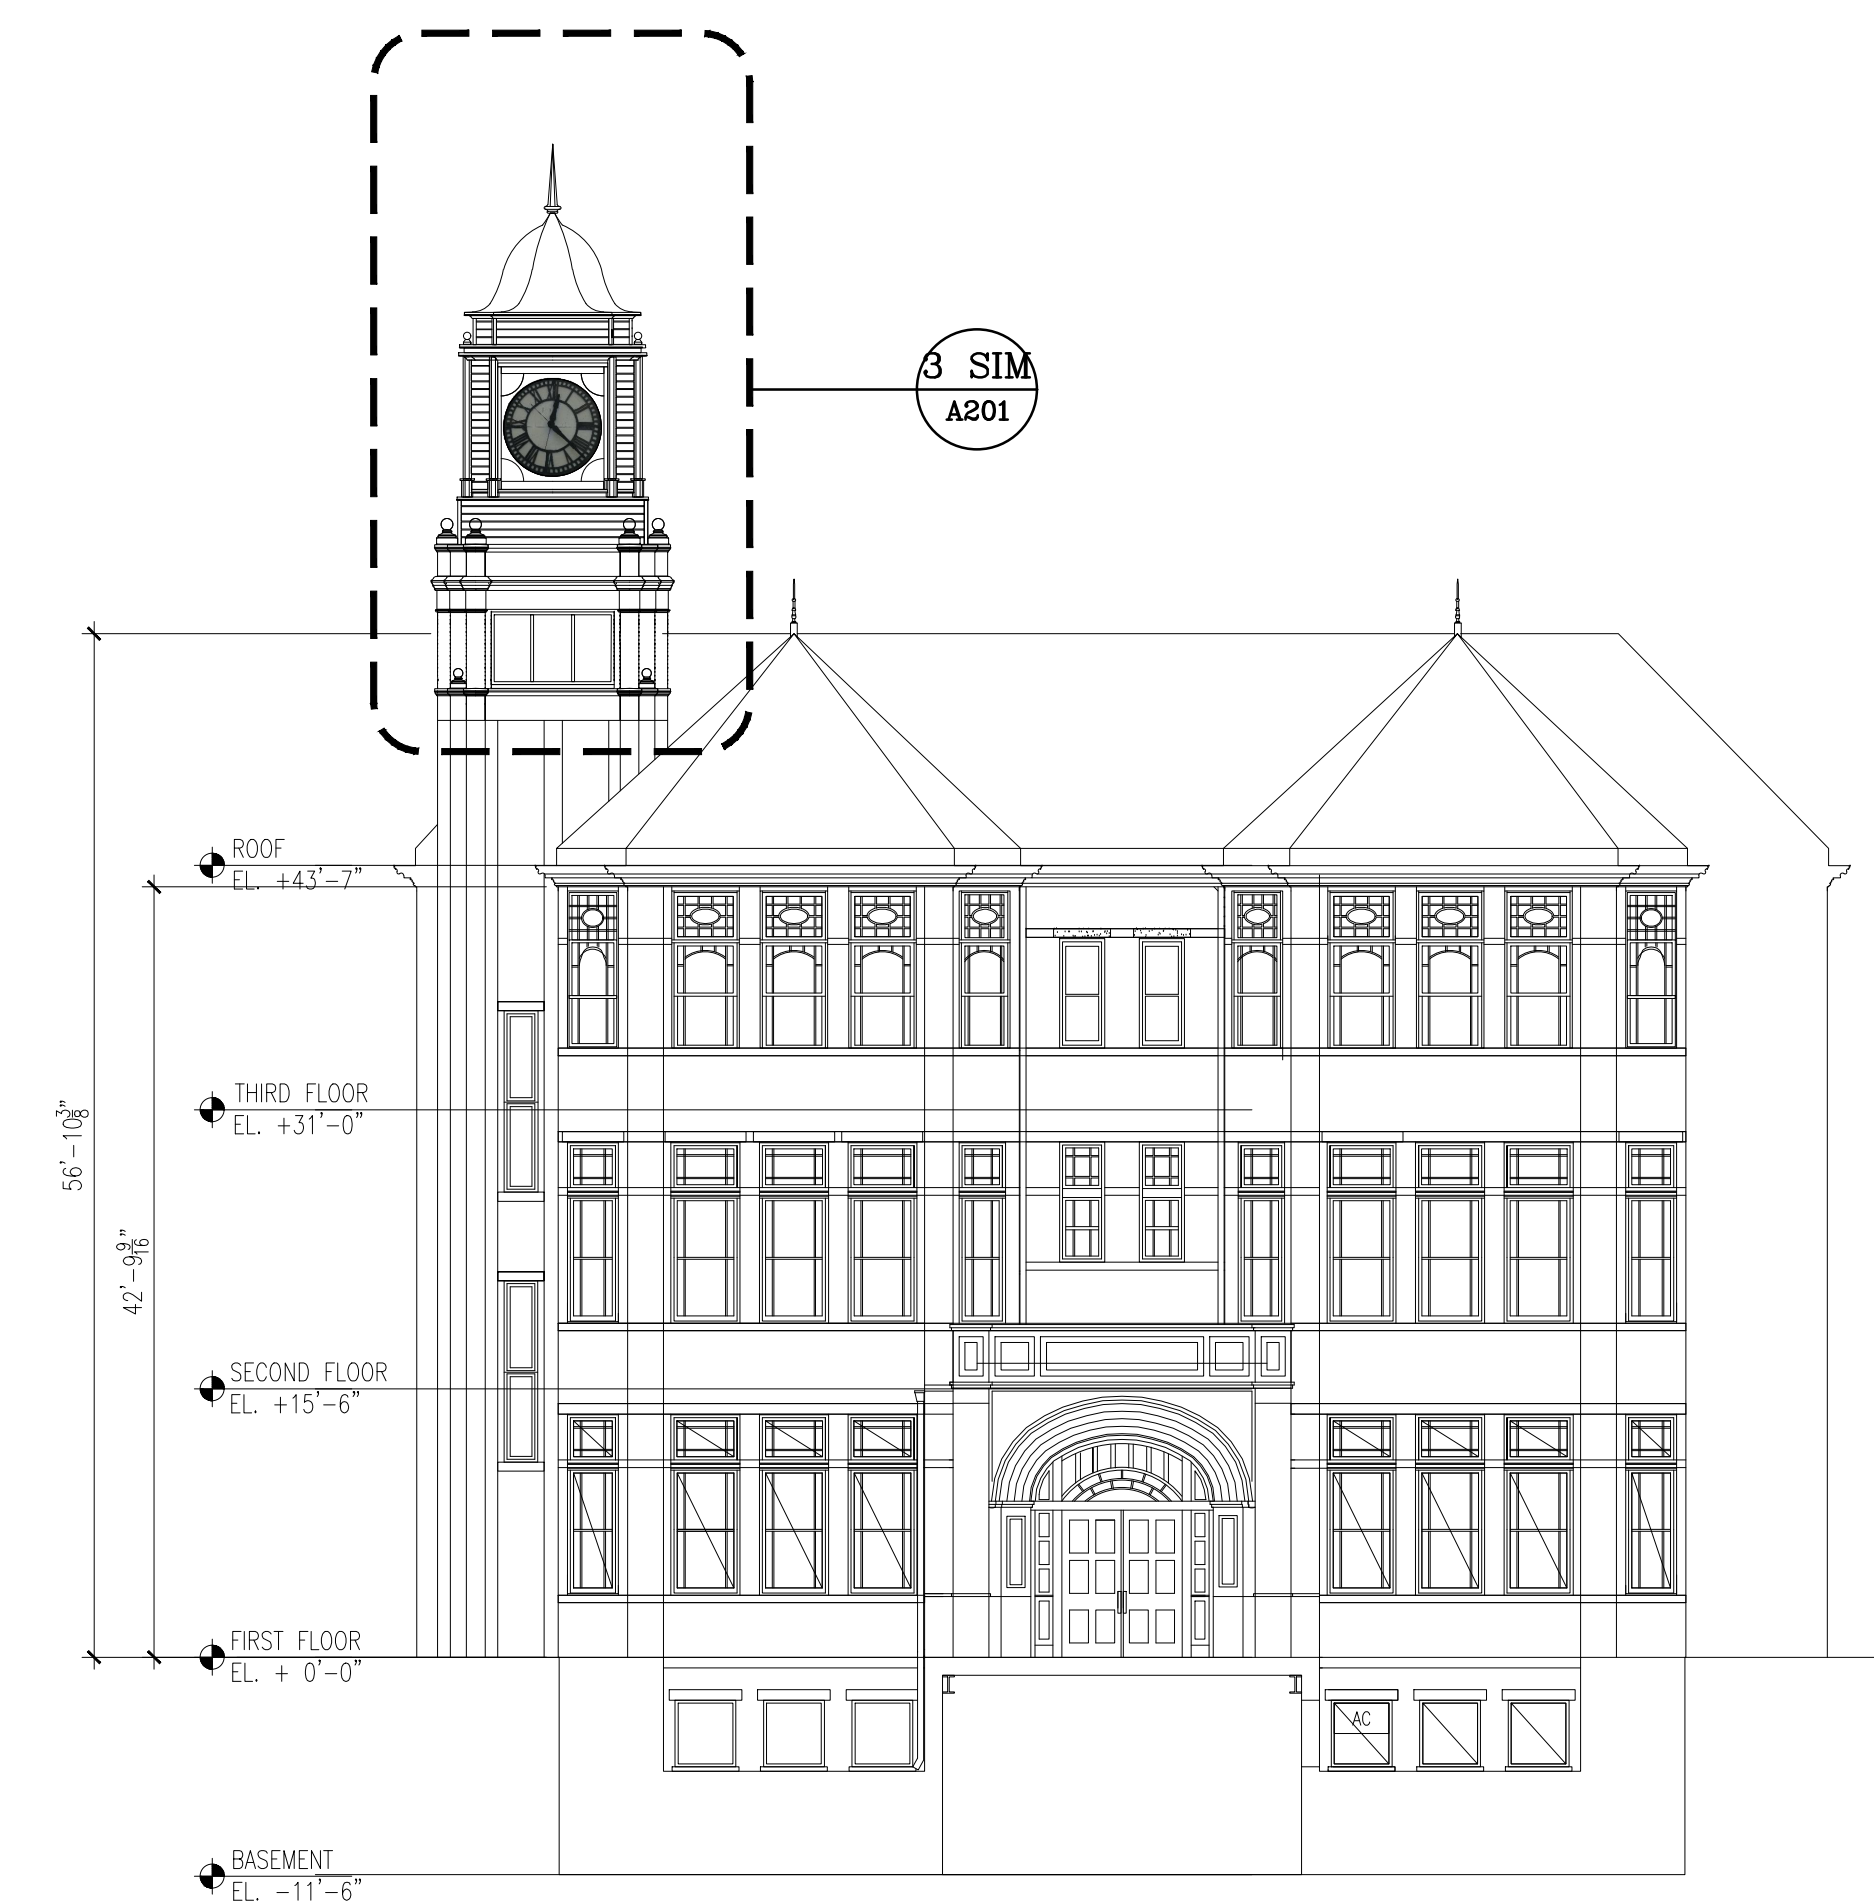 3 SIM
A201
ROOF
EL. +43'-7"
THIRD FLOOR
EL. +31'-0"
56'-10 3/8"
42'-9 9/16"
SECOND FLOOR
EL. +15'-6"
FIRST FLOOR
EL. + 0'-0"
AC
BASEMENT
EL. -11'-6"